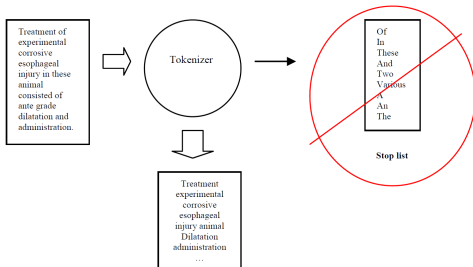 Treatment of
experimental
corrosive
esophageal
injury in these
animal
consisted of
ante grade
dilatation and
administration.
Tokenizer
Of
In
These
And
Two
Various
A
An
The
Stop list
Treatment
experimental
corrosive
esophageal
injury animal
Dilatation
administration
…